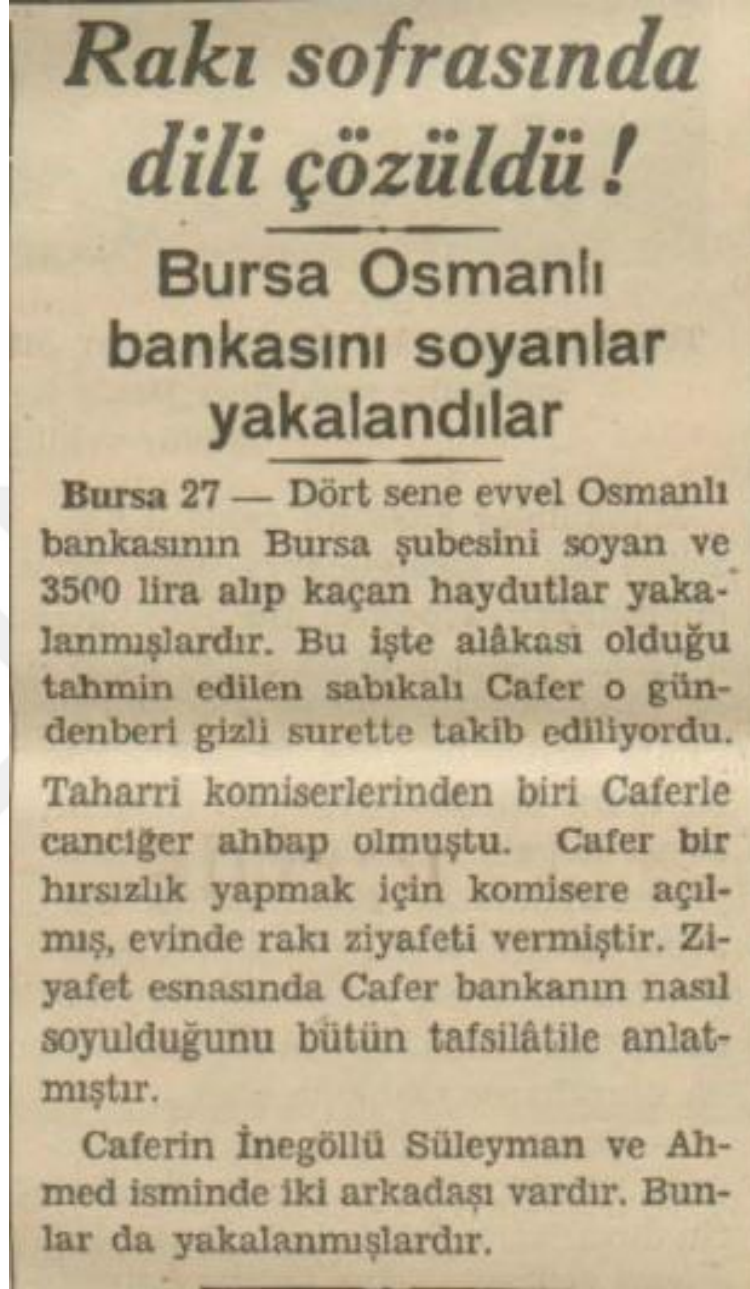 Rakı sofrasında
dili çözüldü !
Bursa Osmanlı
bankasını soyanlar
yakalandılar
Bursa 27 — Dört sene evvel Osmanlı
bankasının Bursa şubesini soyan ve
3500 lira alıp kaçan haydutlar yaka-
lanmışlardır. Bu işte alâkası olduğu
tahmin edilen sabıkalı Cafer o gün-
denberi gizli surette takib ediliyordu.
Taharri komiserlerinden biri Caferle
canciğer ahbap olmuştu. Cafer bir
hırsızlık yapmak için komisere açıl-
mış, evinde rakı ziyafeti vermiştir. Zi-
yafet esnasında Cafer bankanın nasıl
soyulduğunu bütün tafsilâtile anlat-
mıştır.
Caferin İnegöllü Süleyman ve Ah-
med isminde iki arkadaşı vardır. Bun-
lar da yakalanmışlardır.